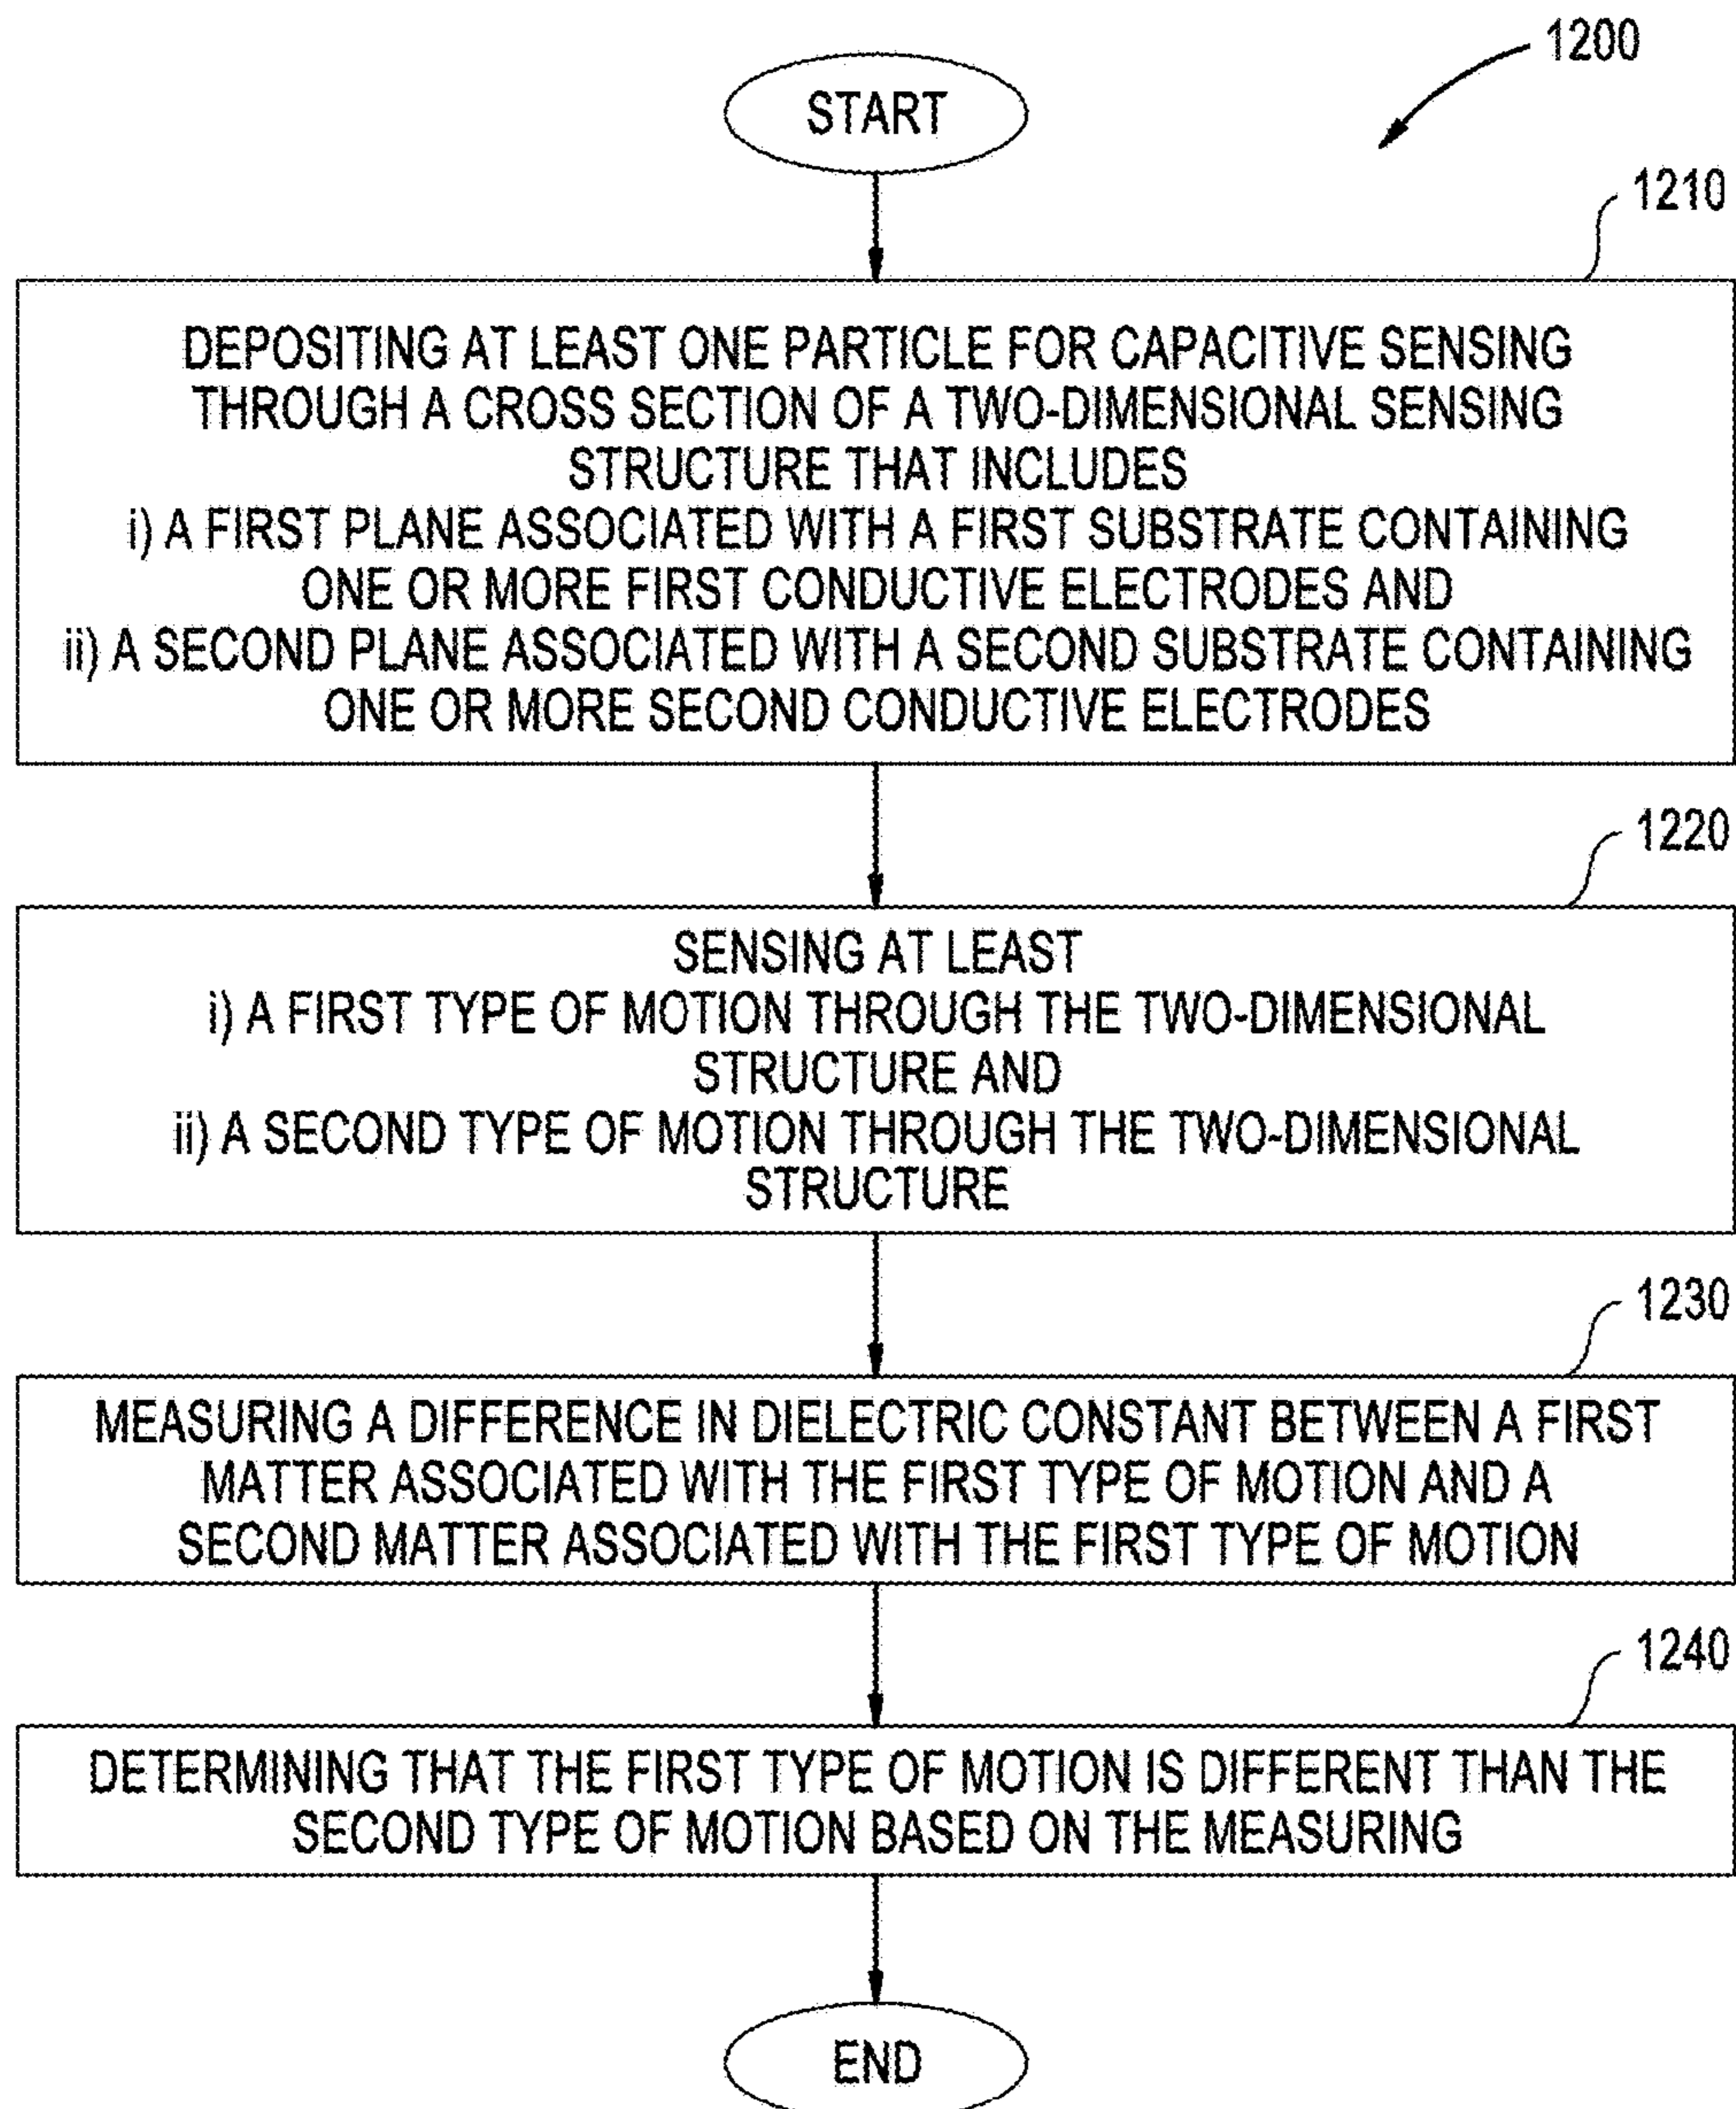 1200
START
1210
DEPOSITING AT LEAST ONE PARTICLE FOR CAPACITIVE SENSING
THROUGH A CROSS SECTION OF A TWO-DIMENSIONAL SENSING
STRUCTURE THAT INCLUDES
i) A FIRST PLANE ASSOCIATED WITH A FIRST SUBSTRATE CONTAINING
ONE OR MORE FIRST CONDUCTIVE ELECTRODES AND
ii) A SECOND PLANE ASSOCIATED WITH A SECOND SUBSTRATE CONTAINING
ONE OR MORE SECOND CONDUCTIVE ELECTRODES
1220
SENSING AT LEAST
i) A FIRST TYPE OF MOTION THROUGH THE TWO-DIMENSIONAL
STRUCTURE AND
ii) A SECOND TYPE OF MOTION THROUGH THE TWO-DIMENSIONAL
STRUCTURE
1230
MEASURING A DIFFERENCE IN DIELECTRIC CONSTANT BETWEEN A FIRST
MATTER ASSOCIATED WITH THE FIRST TYPE OF MOTION AND A
SECOND MATTER ASSOCIATED WITH THE FIRST TYPE OF MOTION
1240
DETERMINING THAT THE FIRST TYPE OF MOTION IS DIFFERENT THAN THE
SECOND TYPE OF MOTION BASED ON THE MEASURING
END